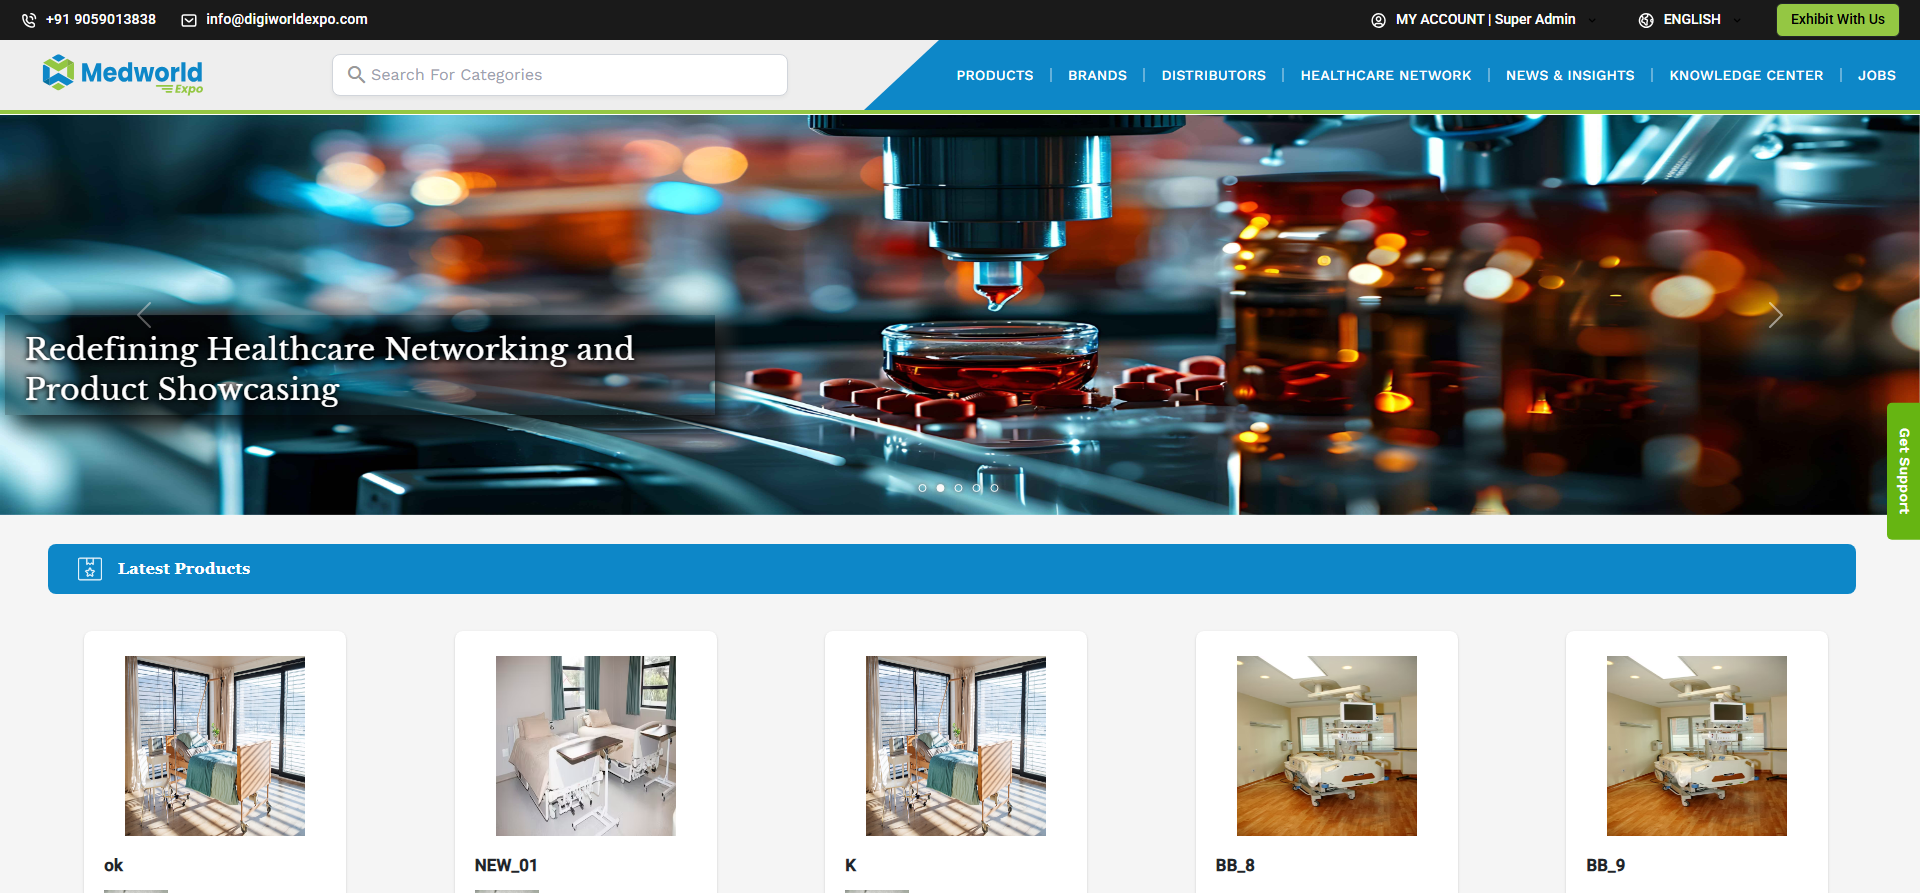 +91 9059013838
info@digiworldexpo.com
MY ACCOUNT | Super Admin
ENGLISH
Exhibit With Us
Medworld
Expo
Search For Categories
PRODUCTS
BRANDS
DISTRIBUTORS
HEALTHCARE NETWORK
NEWS & INSIGHTS
KNOWLEDGE CENTER
JOBS
Redefining Healthcare Networking and
Product Showcasing
Get Support
Latest Products
ok
NEW_01
K
BB_8
BB_9